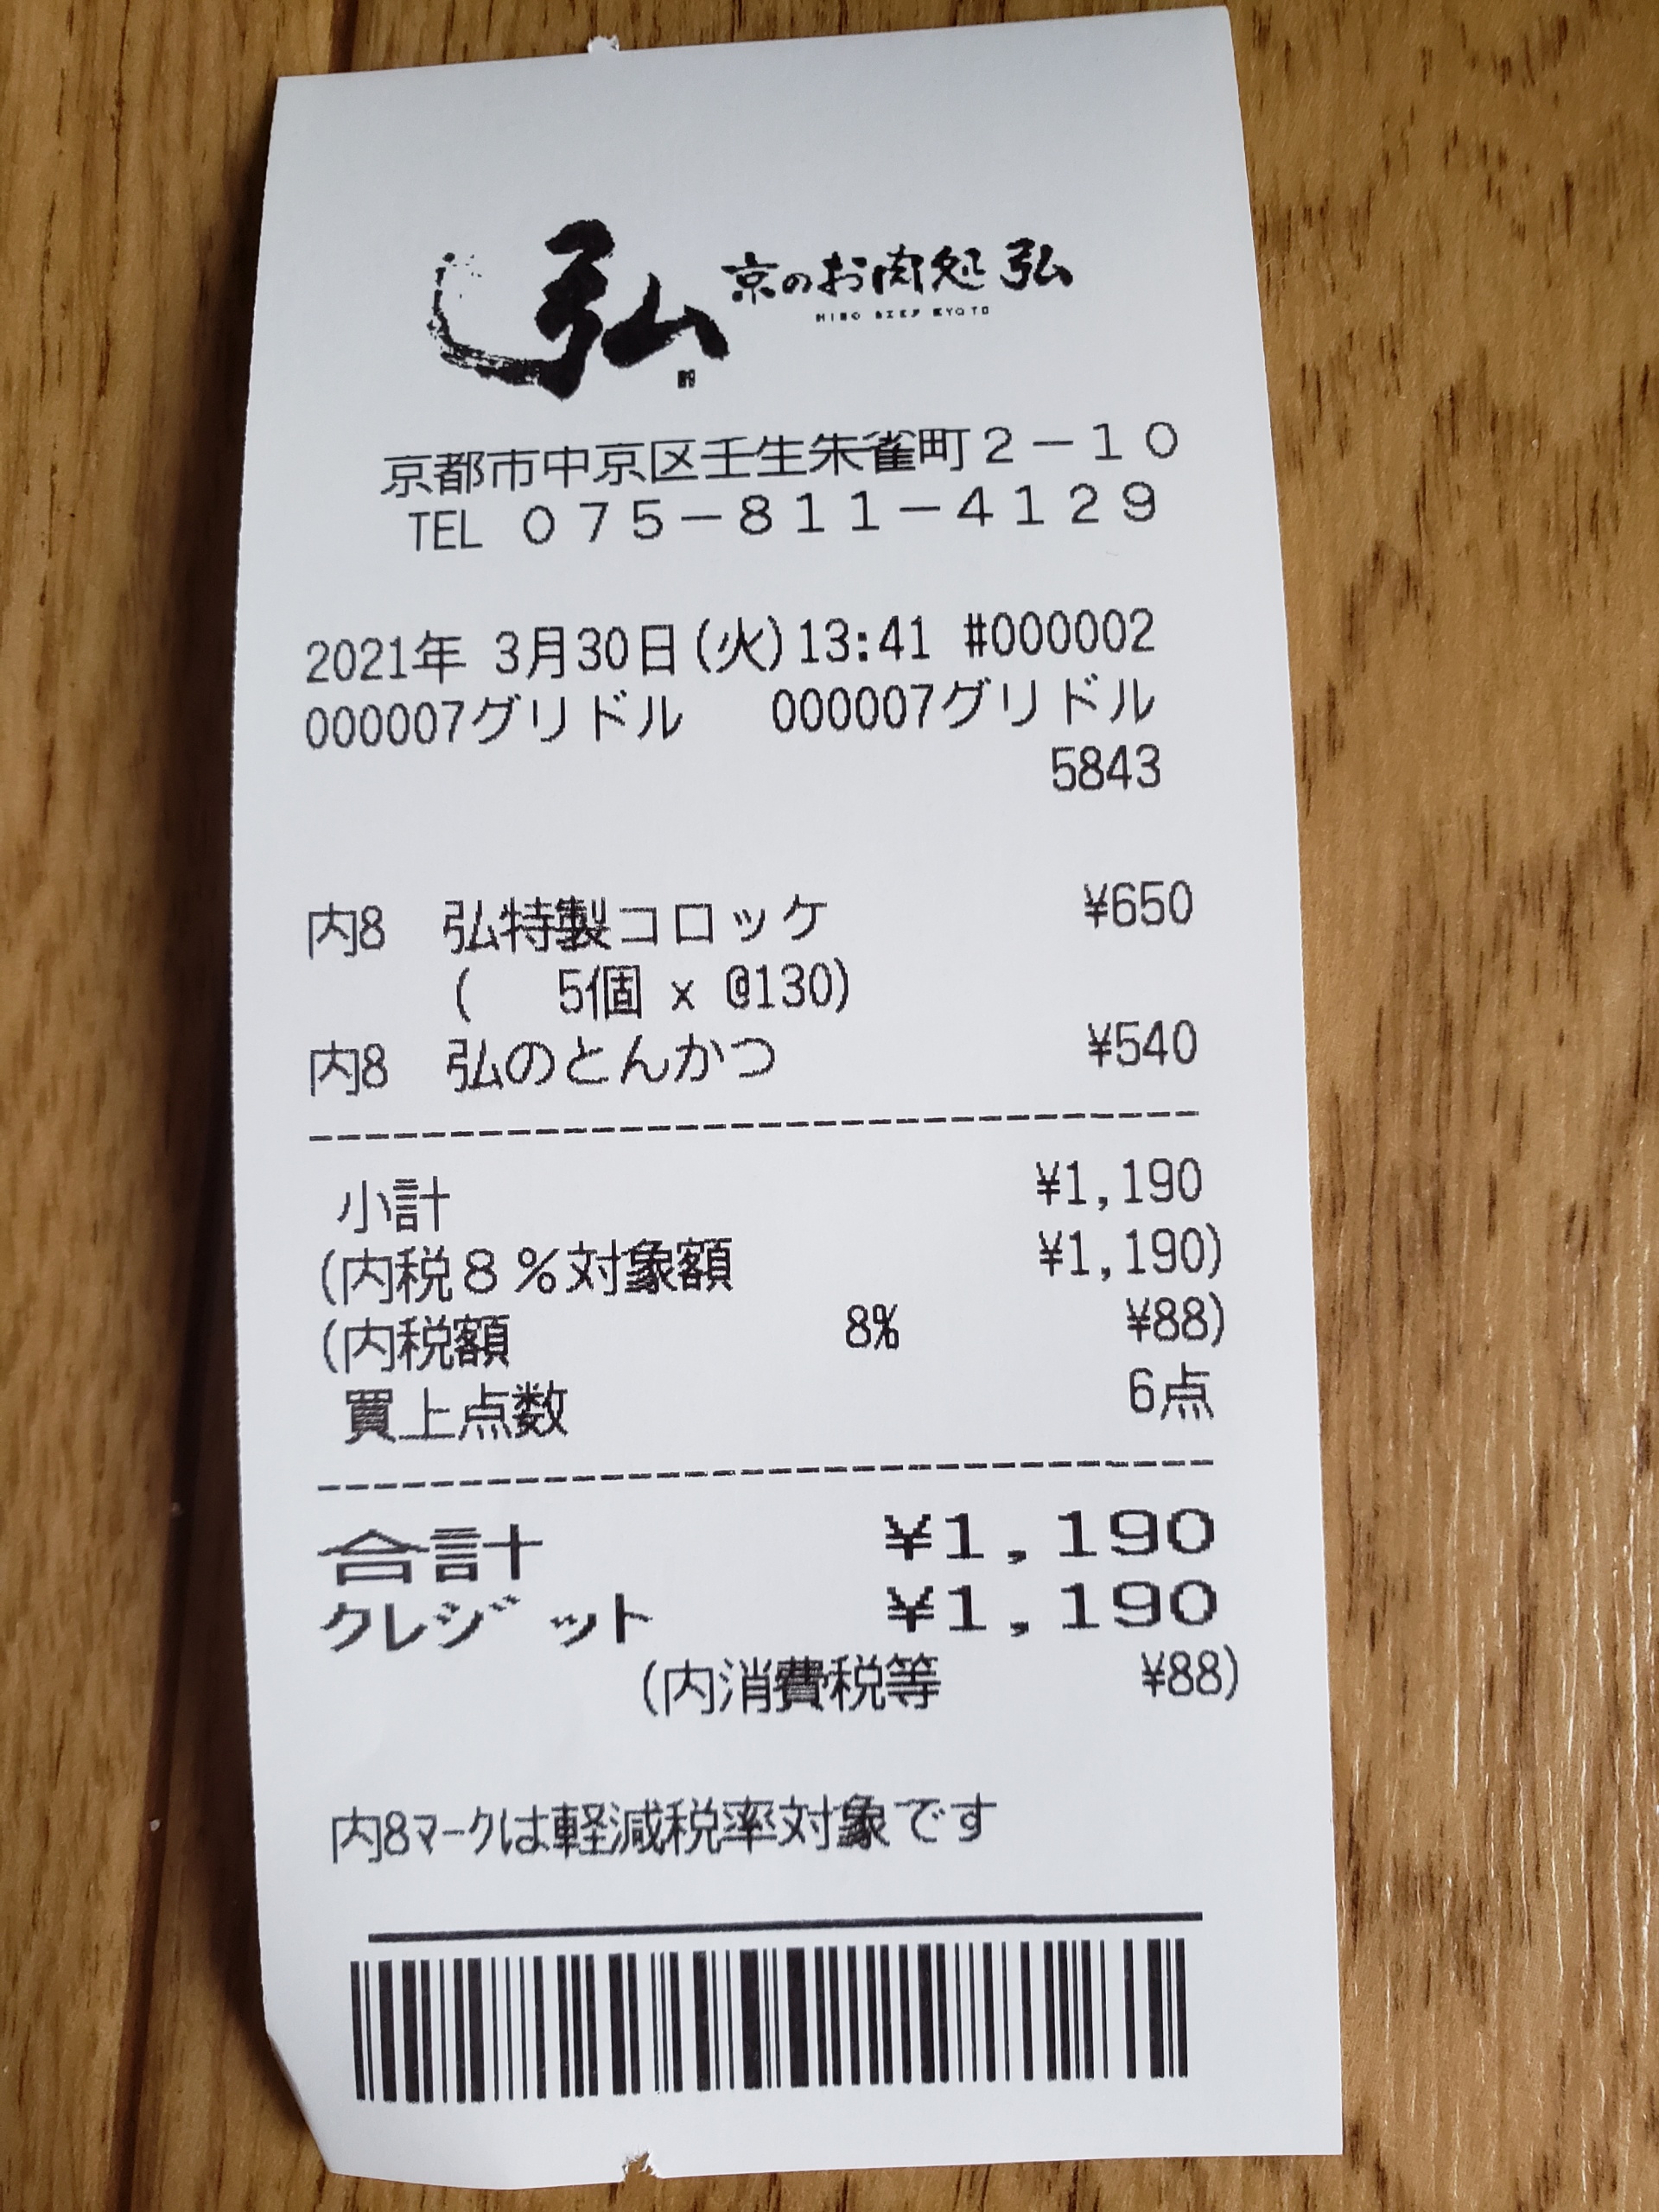 弘 京のお肉処 弘
HIRO BEEF KYOTO
京都市中京区壬生朱雀町２－１０
TEL ０７５－８１１－４１２９
2021年 3月30日(火)13:41 #000002
000007グリドル 000007グリドル
5843
内8 弘特製コロッケ ¥650
( 5個 x @130)
内8 弘のとんかつ ¥540
小計 ¥1,190
(内税８％対象額 ¥1,190)
(内税額 8% ¥88)
買上点数 6点
合計 ¥1,190
クレジット ¥1,190
(内消費税等 ¥88)
内8ﾏｰｸは軽減税率対象です